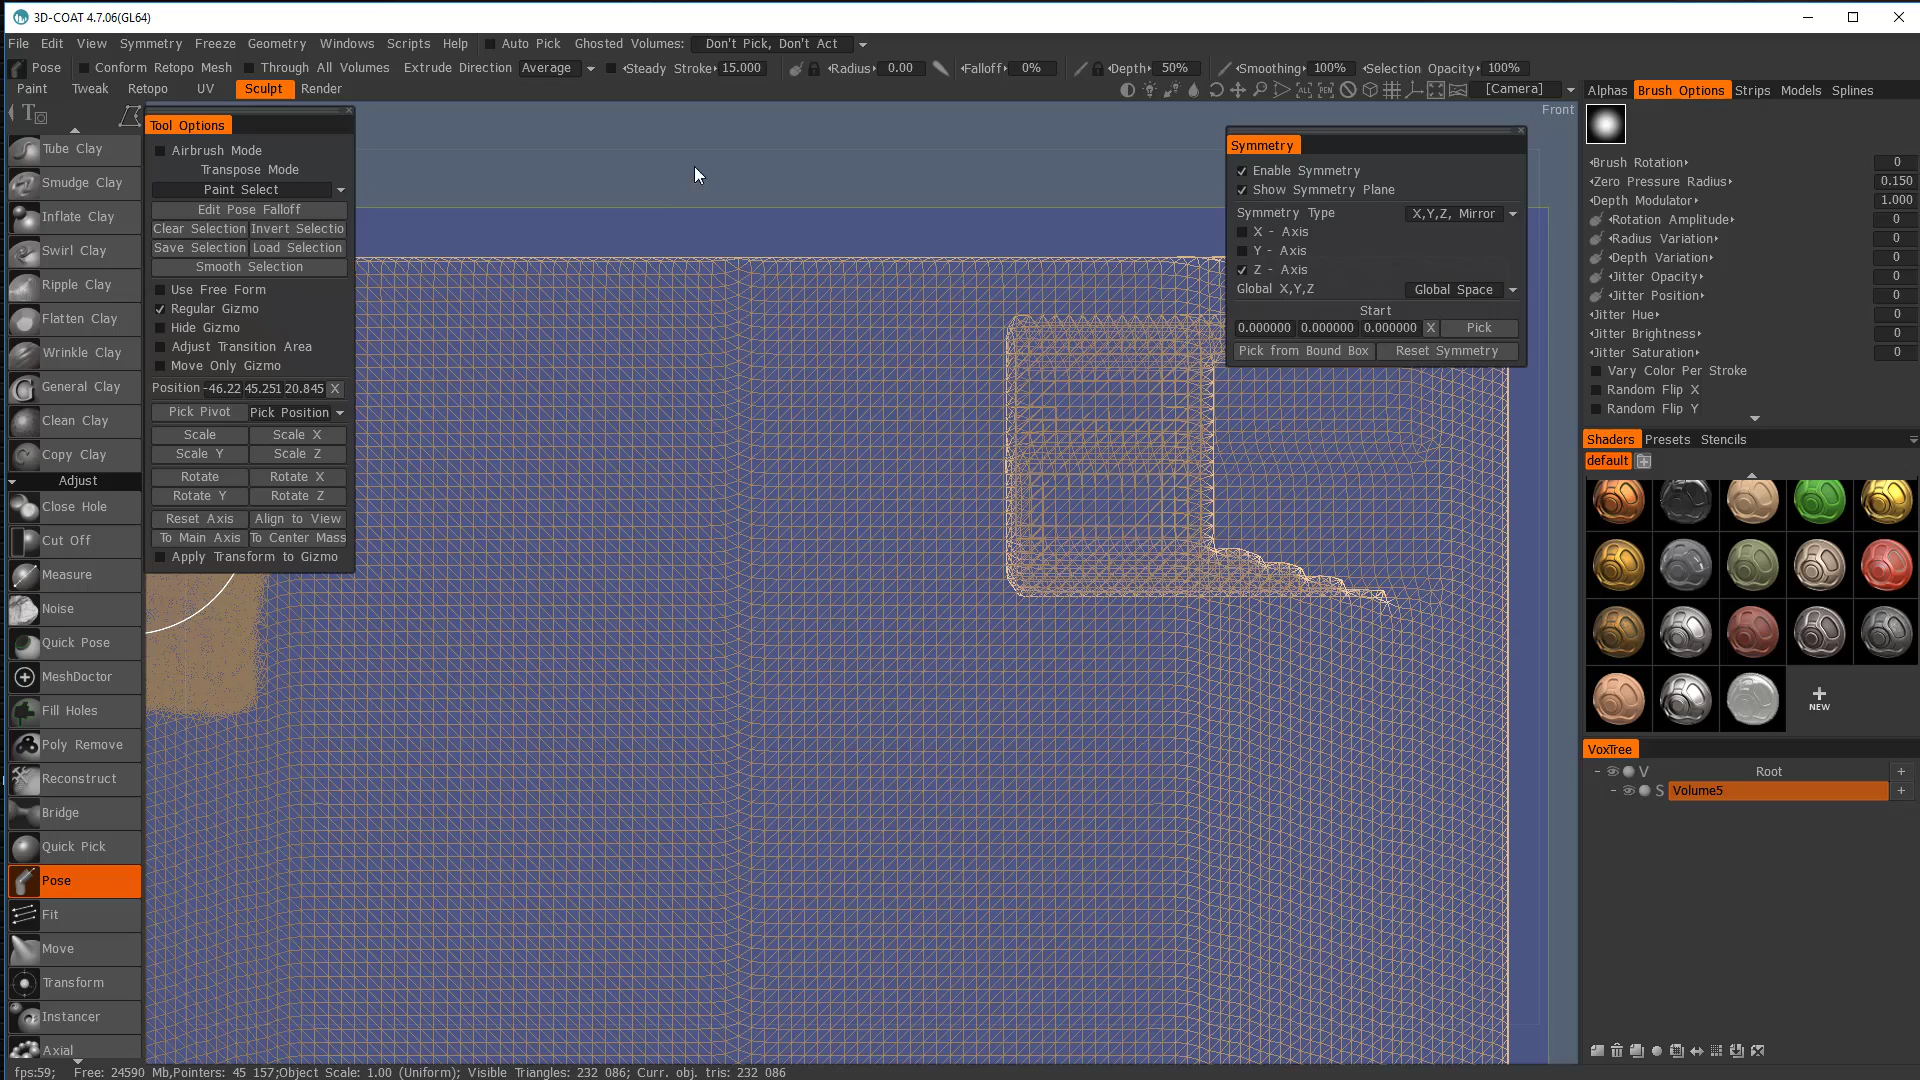 3D-COAT 4.7.06(GL64)
File Edit View Symmetry Freeze Geometry Windows Scripts Help Auto Pick Ghosted Volumes: Don't Pick, Don't Act
Pose Conform Retopo Mesh Through All Volumes Extrude Direction Average Steady Stroke 15.000 Radius 0.00 Falloff 0% Depth 50% Smoothing 100% Selection Opacity 100%
Paint Tweak Retopo UV Sculpt Render [Camera]
Front
Tube Clay
Smudge Clay
Inflate Clay
Swirl Clay
Ripple Clay
Flatten Clay
Wrinkle Clay
General Clay
Clean Clay
Copy Clay
Adjust
Close Hole
Cut Off
Measure
Noise
Quick Pose
MeshDoctor
Fill Holes
Poly Remove
Reconstruct
Bridge
Quick Pick
Pose
Fit
Move
Transform
Instancer
Axial
Tool Options
Airbrush Mode
Transpose Mode
Paint Select
Edit Pose Falloff
Clear Selection Invert Selectio
Save Selection Load Selection
Smooth Selection
Use Free Form
Regular Gizmo
Hide Gizmo
Adjust Transition Area
Move Only Gizmo
Position -46.22 45.251 20.845 X
Pick Pivot Pick Position
Scale Scale X
Scale Y Scale Z
Rotate Rotate X
Rotate Y Rotate Z
Reset Axis Align to View
To Main Axis To Center Mass
Apply Transform to Gizmo
Symmetry
Enable Symmetry
Show Symmetry Plane
Symmetry Type X,Y,Z, Mirror
X - Axis
Y - Axis
Z - Axis
Global X,Y,Z Global Space
Start
0.000000 0.000000 0.000000 X Pick
Pick from Bound Box Reset Symmetry
Alphas Brush Options Strips Models Splines
Brush Rotation 0
Zero Pressure Radius 0.150
Depth Modulator 1.000
Rotation Amplitude 0
Radius Variation 0
Depth Variation 0
Jitter Opacity 0
Jitter Position 0
Jitter Hue 0
Jitter Brightness 0
Jitter Saturation 0
Vary Color Per Stroke
Random Flip X
Random Flip Y
Shaders Presets Stencils
default
NEW
VoxTree
V Root +
S Volume5 +
fps:59; Free: 24590 Mb,Pointers: 45 157;Object Scale: 1.00 (Uniform); Visible Triangles: 232 086; Curr. obj. tris: 232 086